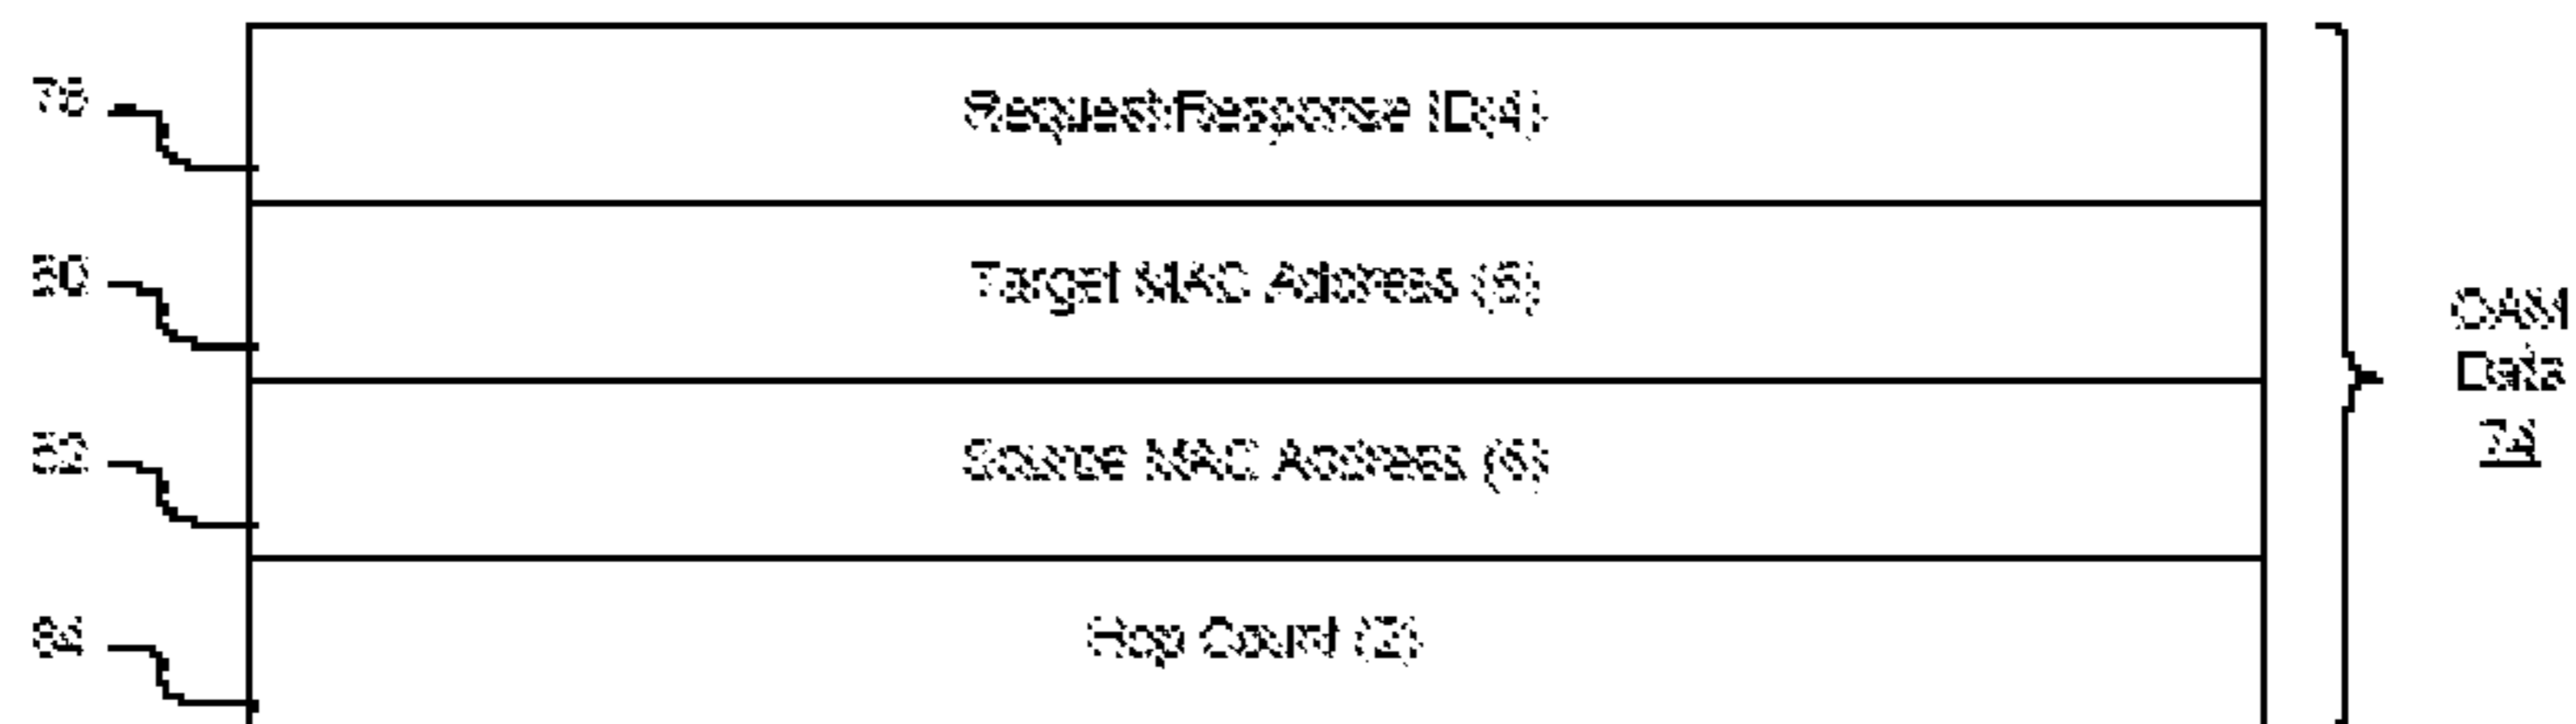 78
Request/Response ID(4)
80
Target MAC Address (6)
82
Source MAC Address (6)
84
Hop Count (2)
OAM
Data
74